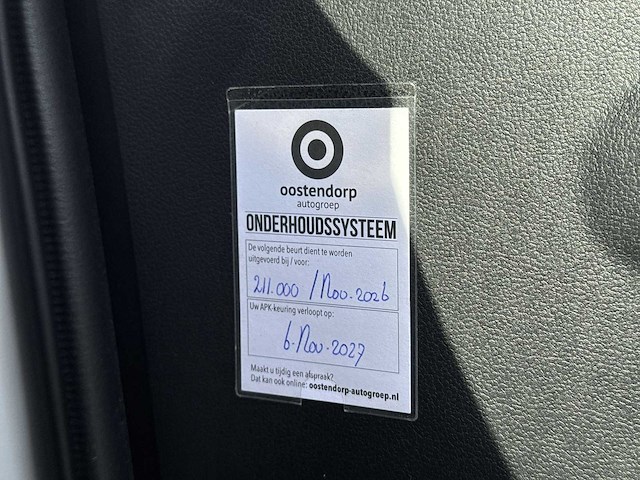 oostendorp
autogroep
ONDERHOUDSSYSTEEM
De volgende beurt dient te worden
uitgevoerd bij / voor:
211.000 / Nov. 2026
Uw APK-keuring verloopt op:
6. Nov. 2027
Maakt u tijdig een afspraak?
Dat kan ook online: oostendorp-autogroep.nl